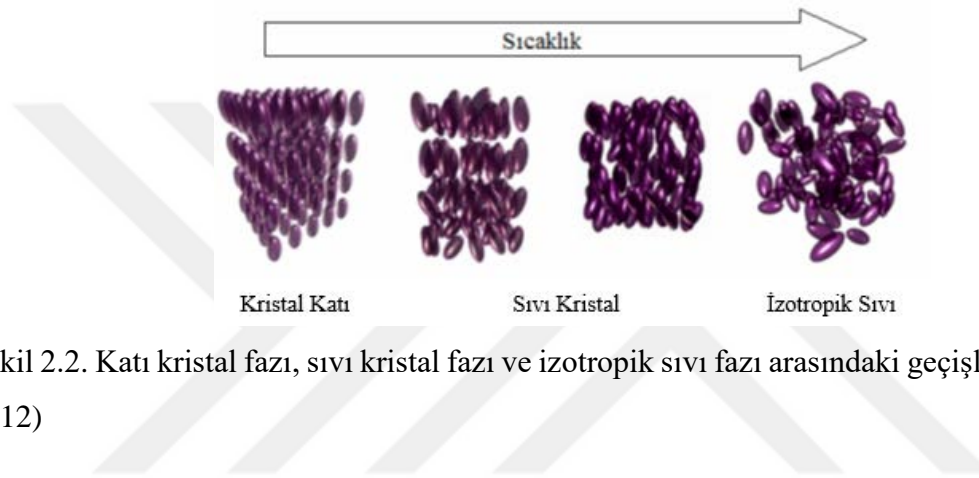 Sıcaklık
Kristal Katı Sıvı Kristal İzotropik Sıvı
kil 2.2. Katı kristal fazı, sıvı kristal fazı ve izotropik sıvı fazı arasındaki geçişl
12)